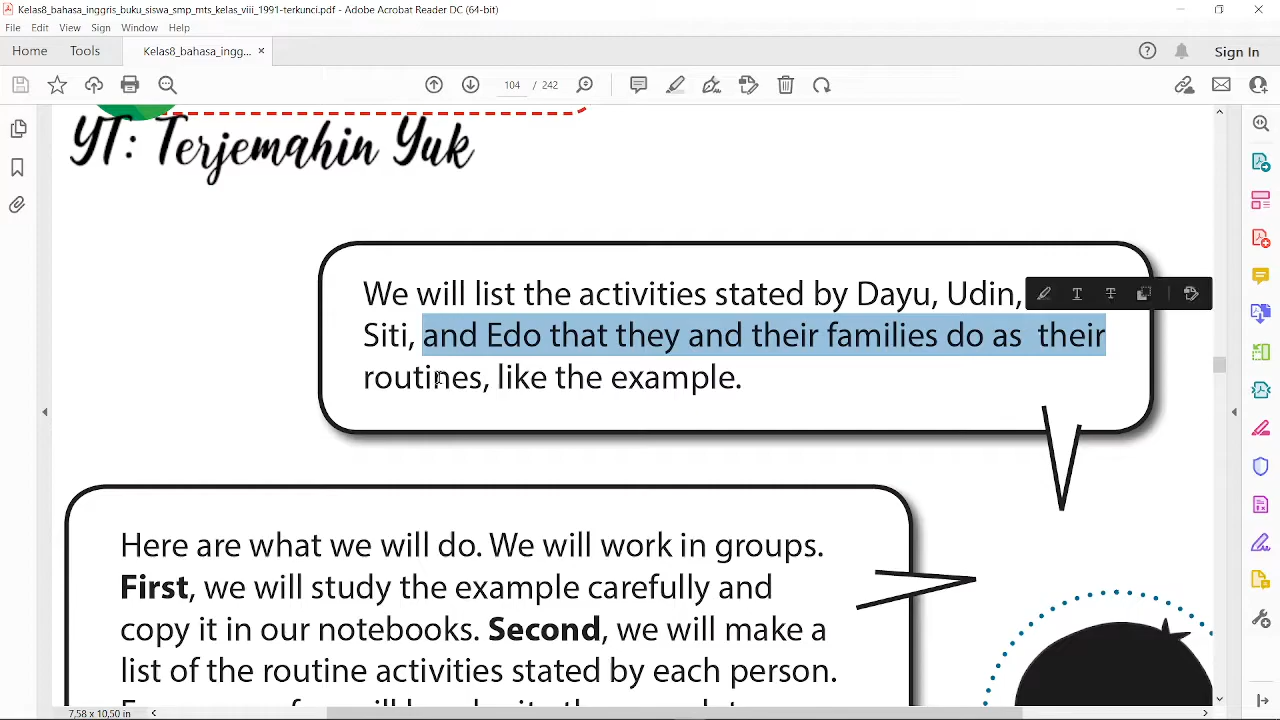 Kelas8_bahasa_inggris_buku_siswa_smp_mts_kelas_viii_1991-terkunci.pdf - Adobe Acrobat Reader DC (64-bit)
File Edit View Sign Window Help
Home Tools Kelas8_bahasa_ingg... × Sign In
104 / 242
YT: Terjemahin Yuk
We will list the activities stated by Dayu, Udin,
Siti, and Edo that they and their families do as their
routines, like the example.
Here are what we will do. We will work in groups.
First, we will study the example carefully and
copy it in our notebooks. Second, we will make a
list of the routine activities stated by each person.
7,58 x 10,50 in